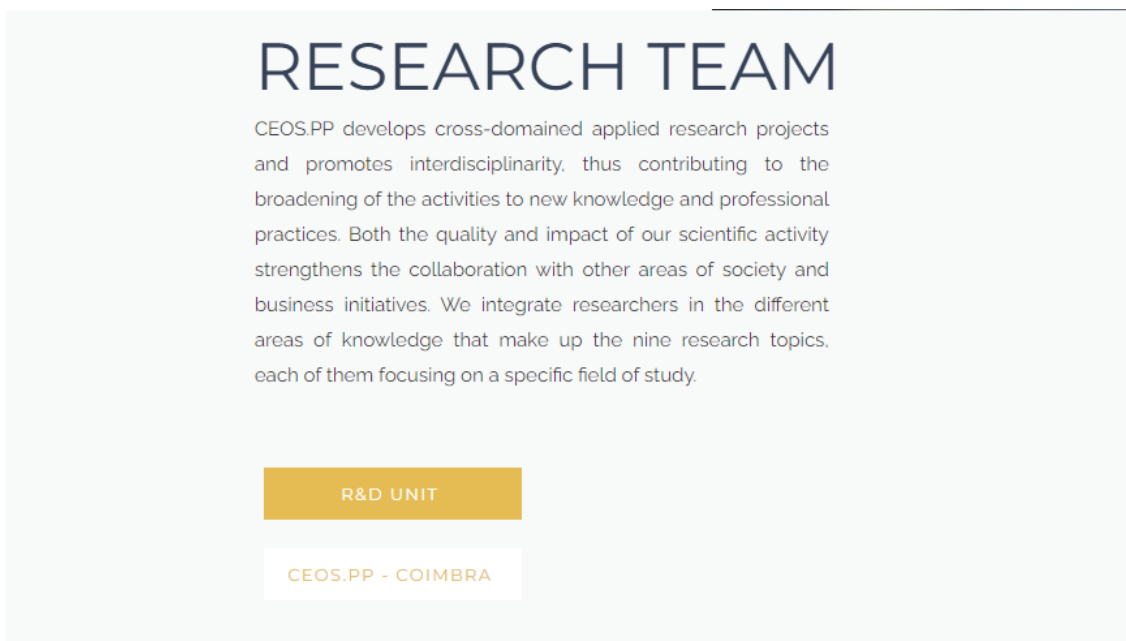 RESEARCH TEAM
CEOS.PP develops cross-domained applied research projects
and promotes interdisciplinarity, thus contributing to the
broadening of the activities to new knowledge and professional
practices. Both the quality and impact of our scientific activity
strengthens the collaboration with other areas of society and
business initiatives. We integrate researchers in the different
areas of knowledge that make up the nine research topics,
each of them focusing on a specific field of study.
R&D UNIT
CEOS.PP - COIMBRA